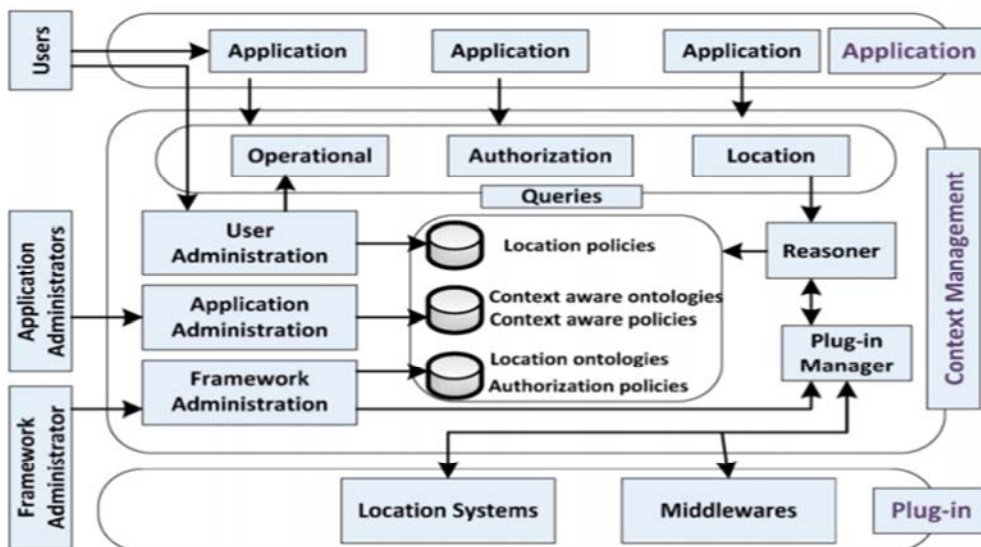 Users
Application
Application
Application
Application
Operational
Authorization
Location
Queries
Context Management
Application
Administrators
User
Administration
Location policies
Reasoner
Application
Administration
Context aware ontologies
Context aware policies
Plug-in
Manager
Framework
Administration
Location ontologies
Authorization policies
Framework
Administrator
Location Systems
Middlewares
Plug-in